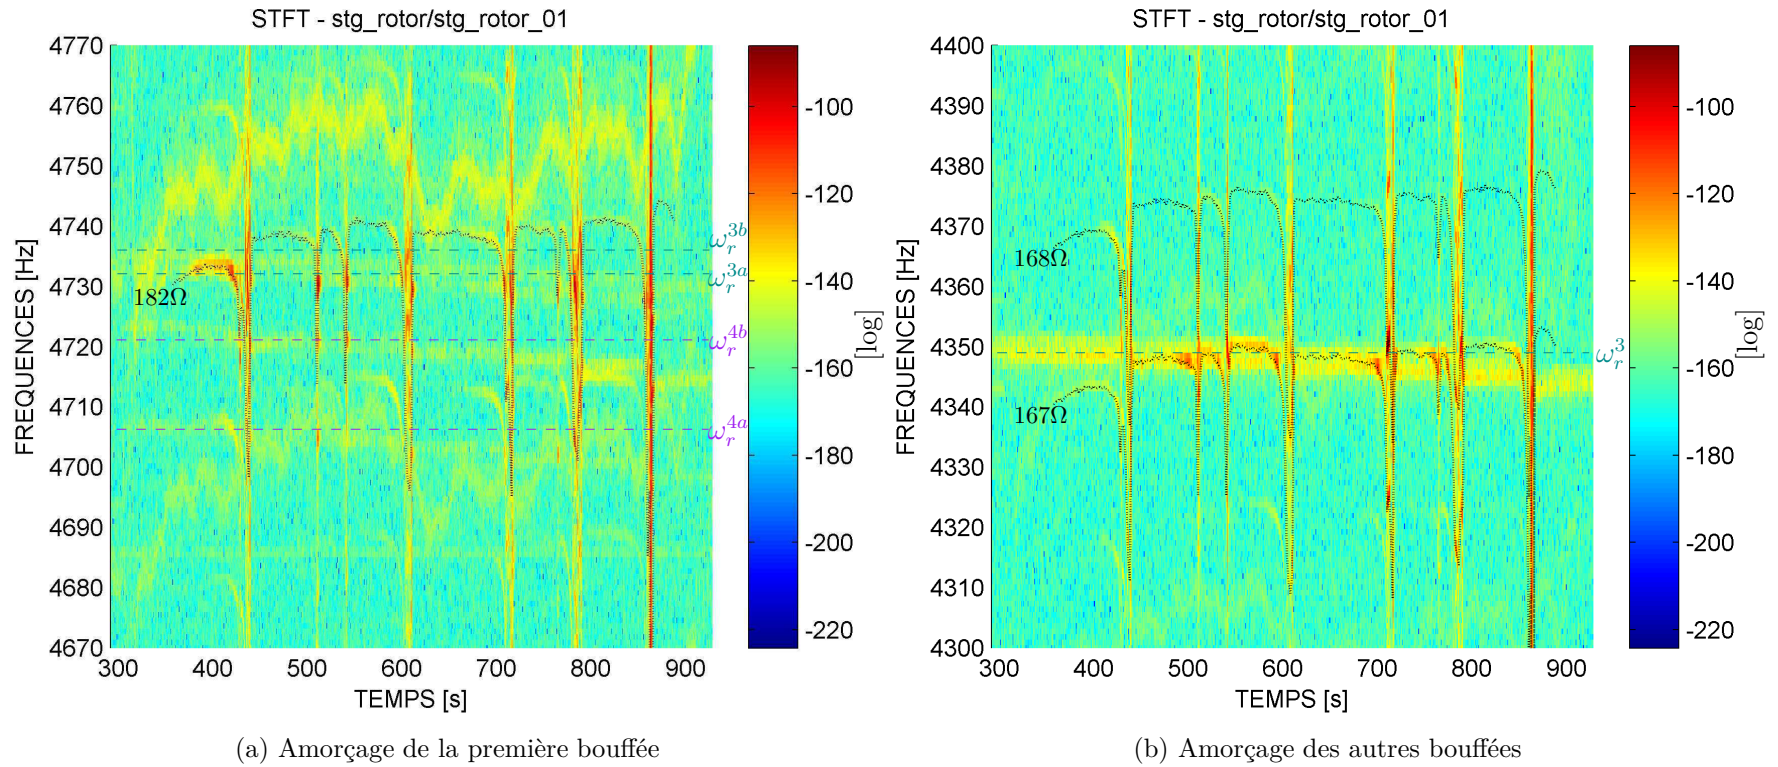 STFT - stg_rotor/stg_rotor_01
FREQUENCES [Hz]
4770
4760
4750
4740
4730
4720
4710
4700
4690
4680
4670
300 400 500 600 700 800 900
TEMPS [s]
182Ω
ω_r^{3b}
ω_r^{3a}
ω_r^{4b}
ω_r^{4a}
-100
-120
-140
-160
-180
-200
-220
[log]
(a) Amorçage de la première bouffée
STFT - stg_rotor/stg_rotor_01
FREQUENCES [Hz]
4400
4390
4380
4370
4360
4350
4340
4330
4320
4310
4300
300 400 500 600 700 800 900
TEMPS [s]
168Ω
167Ω
ω_r^3
-100
-120
-140
-160
-180
-200
-220
[log]
(b) Amorçage des autres bouffées